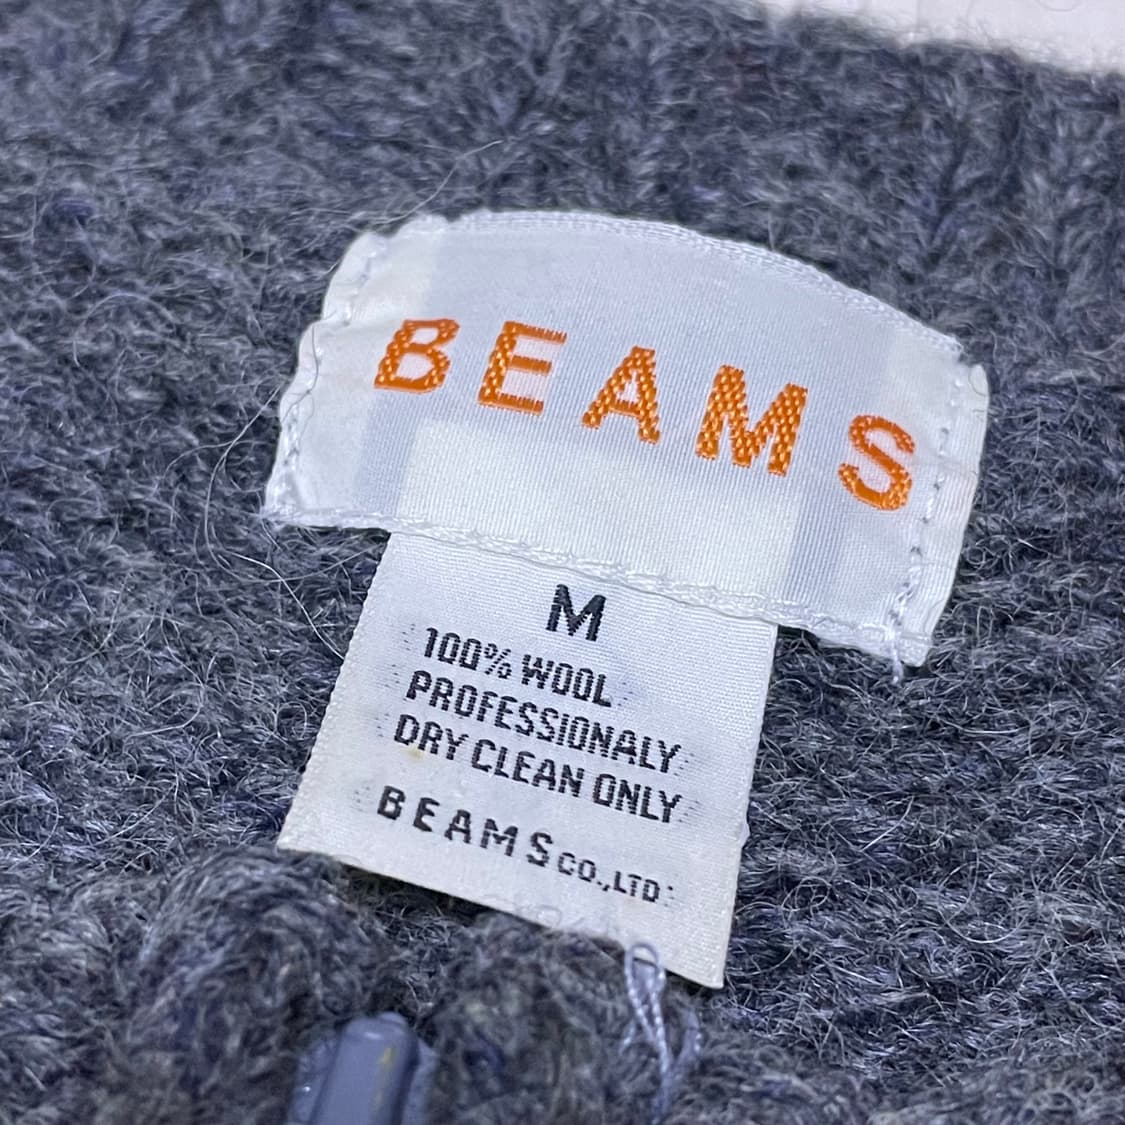 BEAMS
M
100% WOOL
PROFESSIONALY
DRY CLEAN ONLY
BEAMS CO.,LTD.